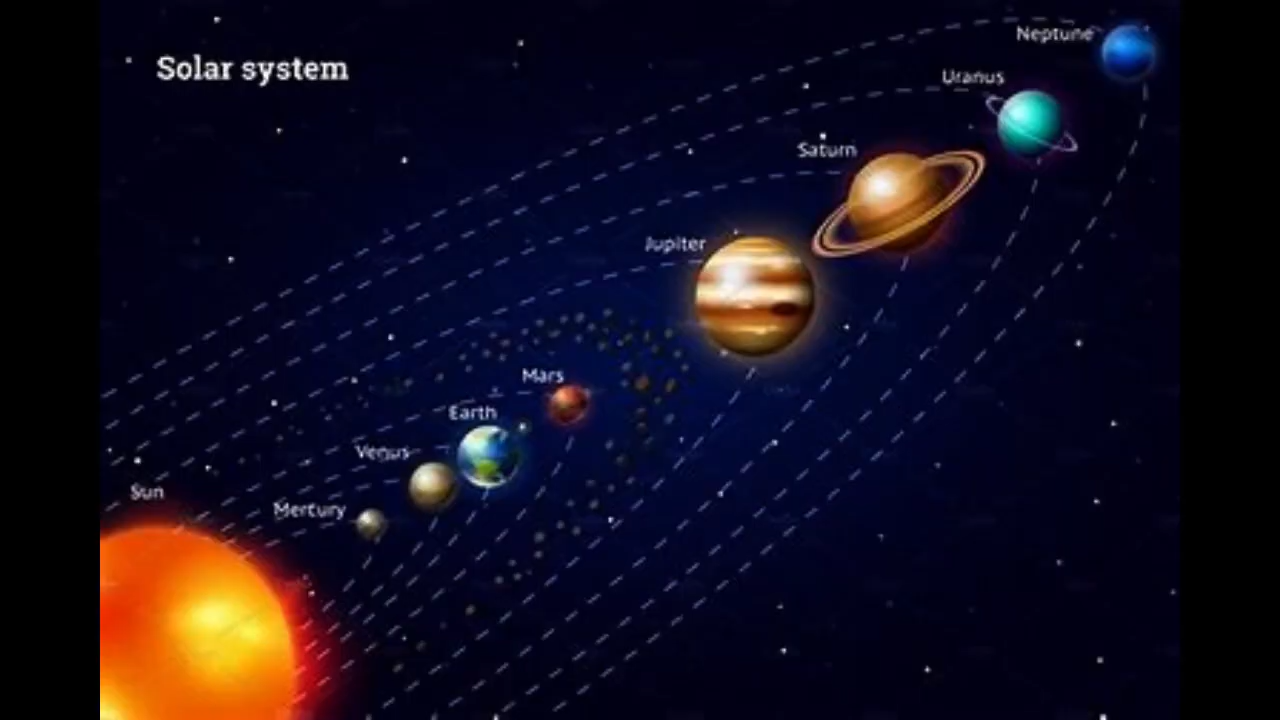 Solar system
Neptune
Uranus
Saturn
Jupiter
Mars
Earth
Venus
Mercury
Sun